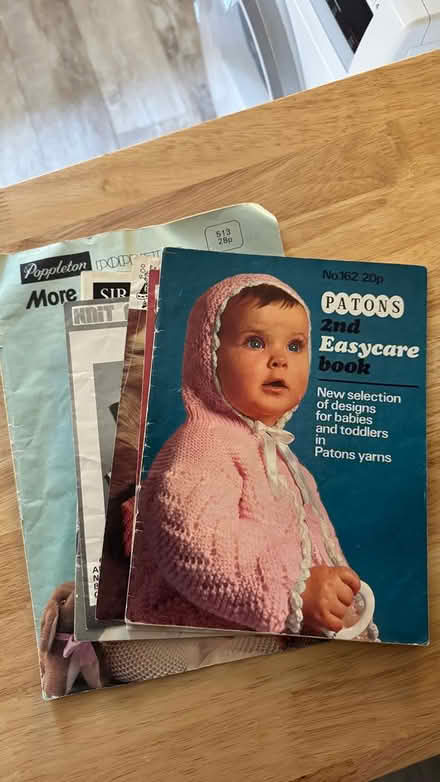 Poppleton
513
28p
More
SIR
KNIT
No.162 20p
PATONS
2nd
Easycare
book
New selection
of designs
for babies
and toddlers
in
Patons yarns